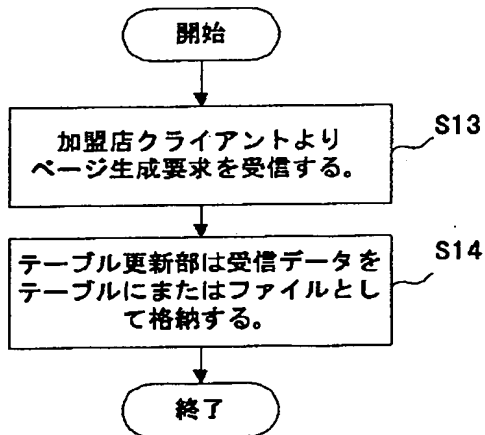 開始
加盟店クライアントより
ページ生成要求を受信する。
S13
テーブル更新部は受信データを
テーブルにまたはファイルとし
て格納する。
S14
終了